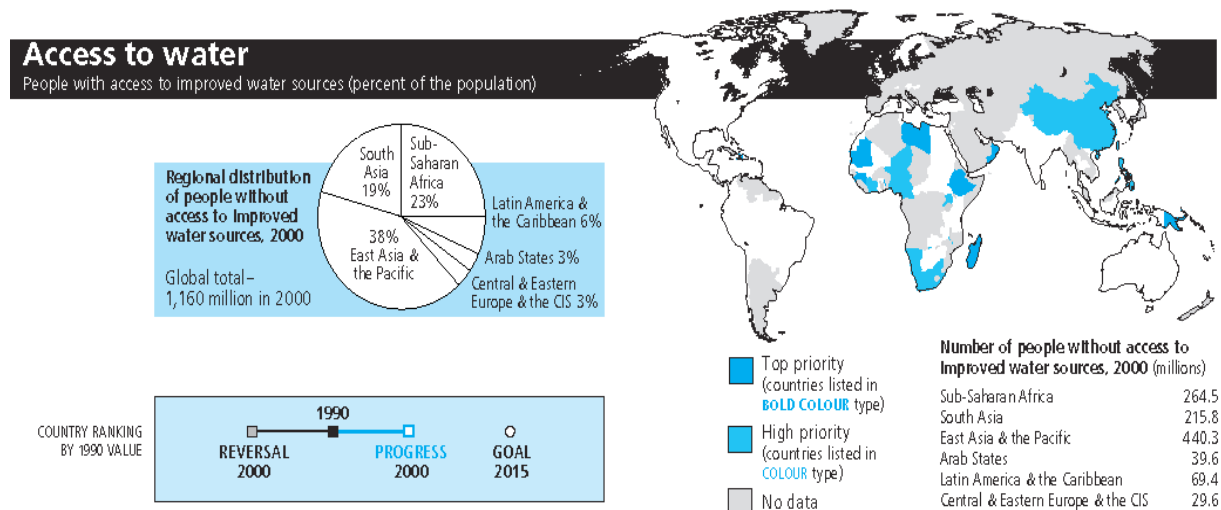 Access to water
People with access to improved water sources (percent of the population)
Regional distribution
of people without
access to Improved
water sources, 2000
Global total–
1,160 million in 2000
South
Asia
19%
Sub-
Saharan
Africa
23%
Latin America &
the Caribbean 6%
38%
East Asia &
the Pacific
Arab States 3%
Central & Eastern
Europe & the CIS 3%
COUNTRY RANKING
BY 1990 VALUE
1990
REVERSAL
2000
PROGRESS
2000
GOAL
2015
Top priority
(countries listed in
BOLD COLOUR type)
High priority
(countries listed in
COLOUR type)
No data
Number of people without access to
Improved water sources, 2000 (millions)
Sub-Saharan Africa 264.5
South Asia 215.8
East Asia & the Pacific 440.3
Arab States 39.6
Latin America & the Caribbean 69.4
Central & Eastern Europe & the CIS 29.6